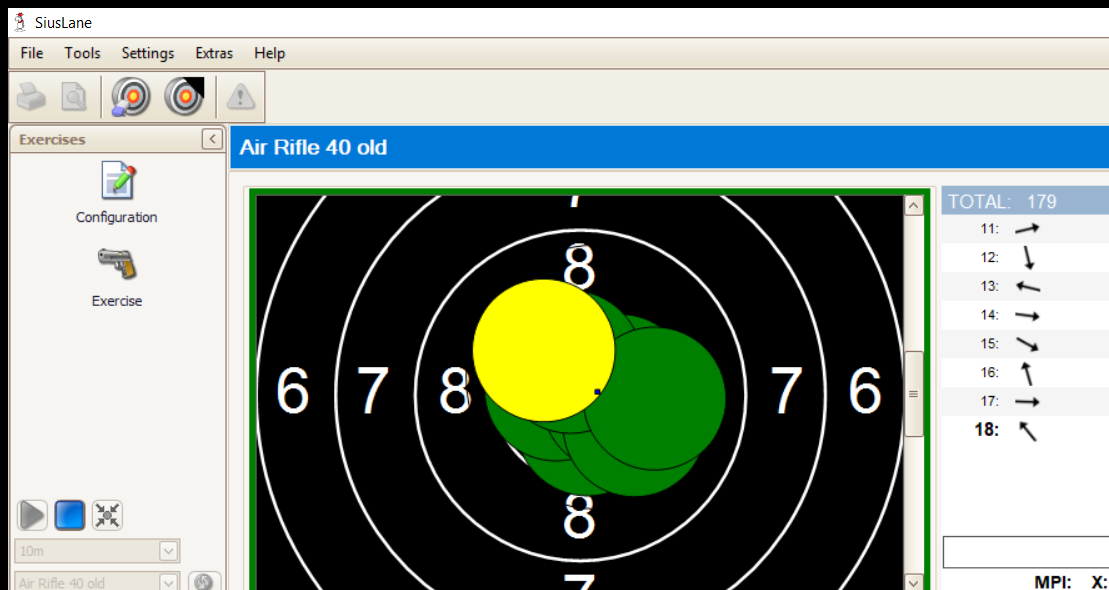 SiusLane
File Tools Settings Extras Help
Exercises
Air Rifle 40 old
Configuration
Exercise
10m
Air Rifle 40 old
7
8
6 7 8 7 6
8
7
TOTAL: 179
11:
12:
13:
14:
15:
16:
17:
18:
MPI: X: